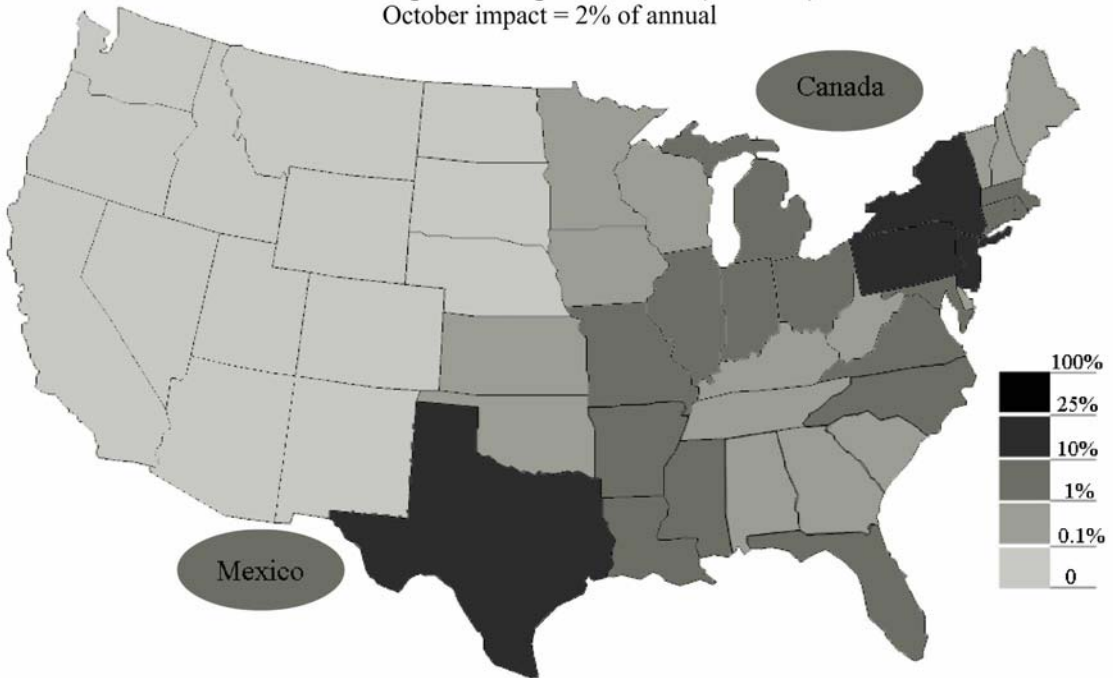 October impact = 2% of annual
Canada
100%
25%
10%
1%
Mexico
0.1%
0